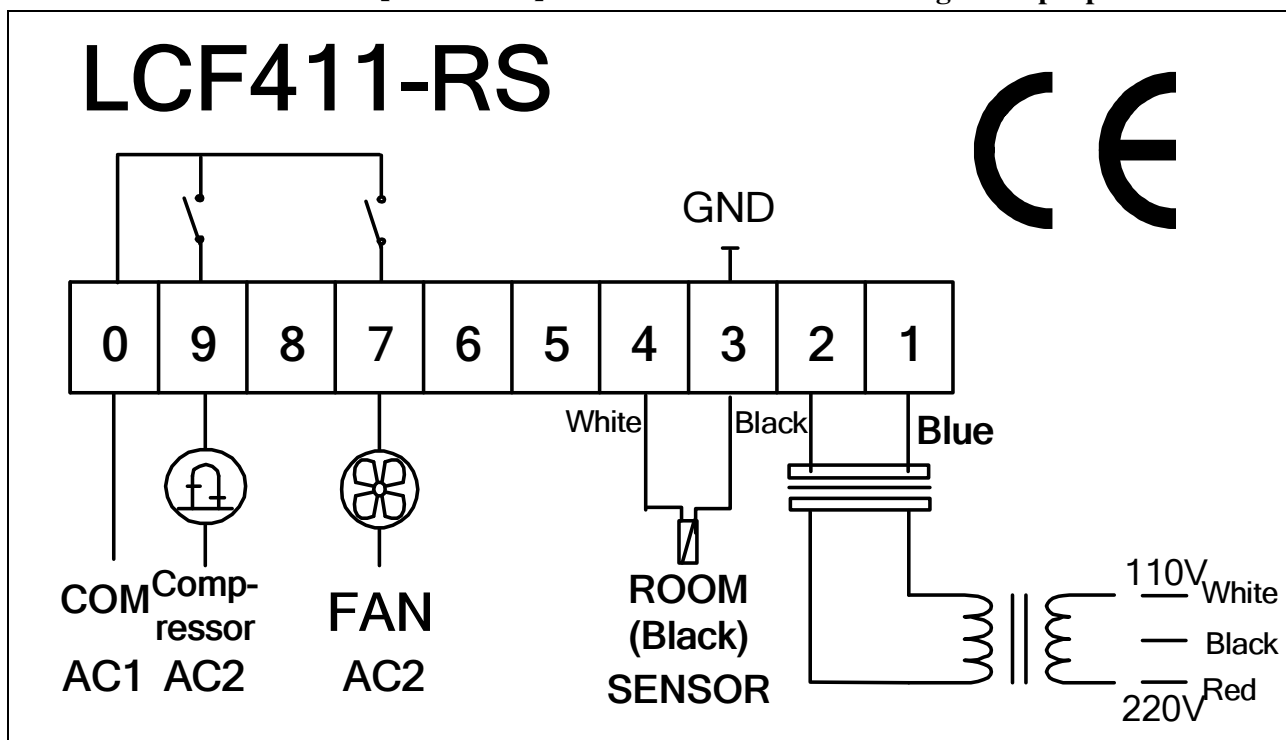 LCF411-RS
CE
GND
0 9 8 7 6 5 4 3 2 1
White
Black
Blue
COM
Comp-
ressor
FAN
AC1 AC2
AC2
ROOM
(Black)
SENSOR
110V
White
Black
Red
220V